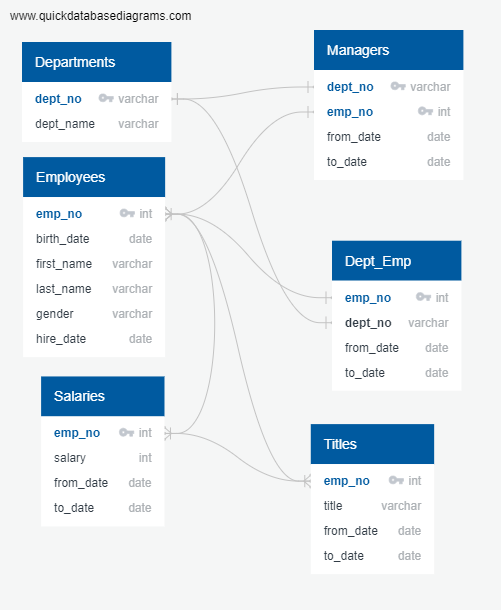 www.quickdatabasediagrams.com
Departments
dept_no varchar
dept_name varchar
Managers
dept_no varchar
emp_no int
from_date date
to_date date
Employees
emp_no int
birth_date date
first_name varchar
last_name varchar
gender varchar
hire_date date
Dept_Emp
emp_no int
dept_no varchar
from_date date
to_date date
Salaries
emp_no int
salary int
from_date date
to_date date
Titles
emp_no int
title varchar
from_date date
to_date date